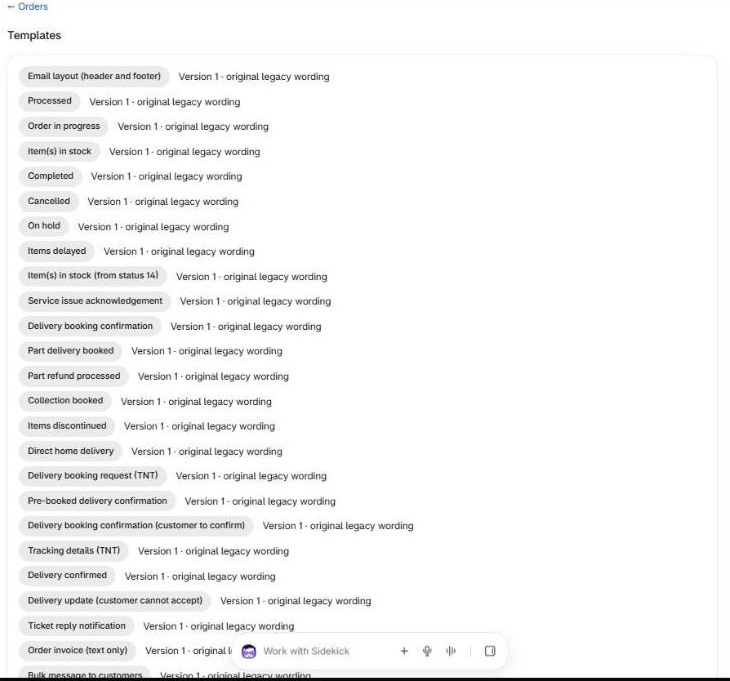 ← Orders
Templates
Email layout (header and footer) Version 1 · original legacy wording
Processed Version 1 · original legacy wording
Order in progress Version 1 · original legacy wording
Item(s) in stock Version 1 · original legacy wording
Completed Version 1 · original legacy wording
Cancelled Version 1 · original legacy wording
On hold Version 1 · original legacy wording
Items delayed Version 1 · original legacy wording
Item(s) in stock (from status 14) Version 1 · original legacy wording
Service issue acknowledgement Version 1 · original legacy wording
Delivery booking confirmation Version 1 · original legacy wording
Part delivery booked Version 1 · original legacy wording
Part refund processed Version 1 · original legacy wording
Collection booked Version 1 · original legacy wording
Items discontinued Version 1 · original legacy wording
Direct home delivery Version 1 · original legacy wording
Delivery booking request (TNT) Version 1 · original legacy wording
Pre-booked delivery confirmation Version 1 · original legacy wording
Delivery booking confirmation (customer to confirm) Version 1 · original legacy wording
Tracking details (TNT) Version 1 · original legacy wording
Delivery confirmed Version 1 · original legacy wording
Delivery update (customer cannot accept) Version 1 · original legacy wording
Ticket reply notification Version 1 · original legacy wording
Order invoice (text only) Version 1 · original l
Work with Sidekick
Bulk message to customers Version 1 · original legacy wording